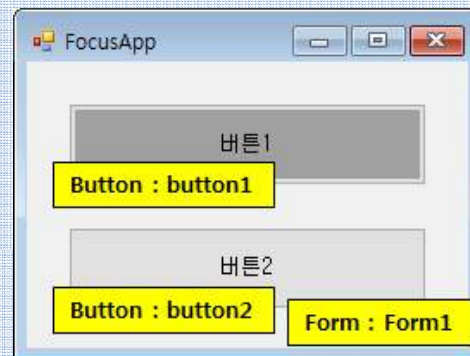 FocusApp
버튼1
Button : button1
버튼2
Button : button2
Form : Form1